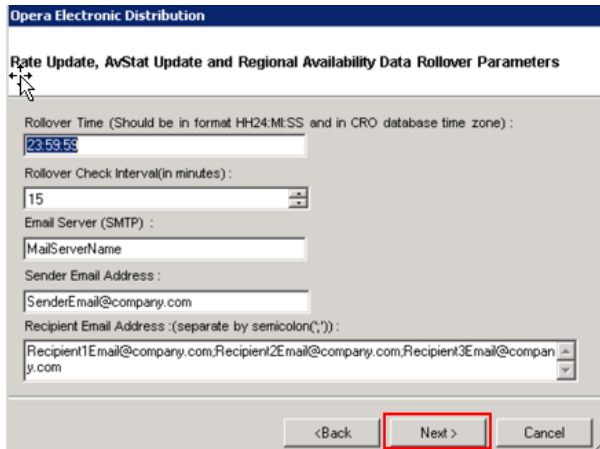 Opera Electronic Distribution
Rate Update, AvStat Update and Regional Availability Data Rollover Parameters
Rollover Time (Should be in format HH24:MI:SS and in CRO database time zone) :
23:59:59
Rollover Check Interval(in minutes) :
15
Email Server (SMTP) :
MailServerName
Sender Email Address :
SenderEmail@company.com
Recipient Email Address :(separate by semicolon(';')) :
Recipient1Email@company.com;Recipient2Email@company.com;Recipient3Email@compan
y.com
<Back
Next >
Cancel